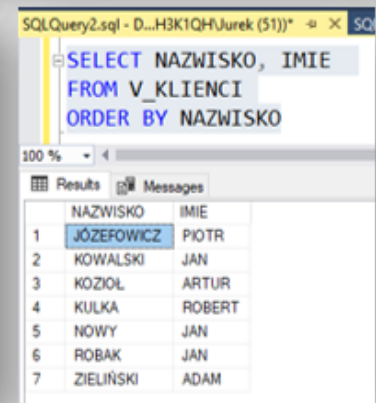 SQLQuery2.sql - D...H3K1QH\Jurek (51))* SQL
SELECT NAZWISKO, IMIE
FROM V_KLIENCI
ORDER BY NAZWISKO
100 %
Results Messages
NAZWISKO IMIE
1 JÓZEFOWICZ PIOTR
2 KOWALSKI JAN
3 KOZIOŁ ARTUR
4 KULKA ROBERT
5 NOWY JAN
6 ROBAK JAN
7 ZIELIŃSKI ADAM